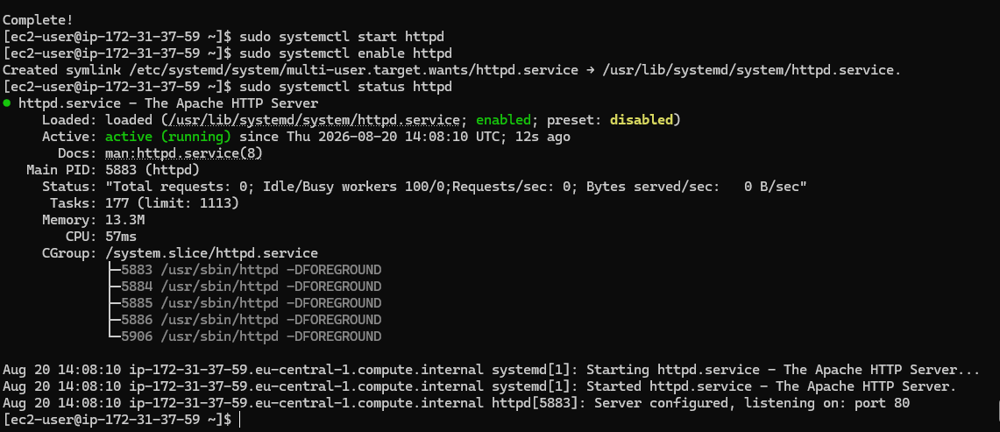 Complete!
[ec2-user@ip-172-31-37-59 ~]$ sudo systemctl start httpd
[ec2-user@ip-172-31-37-59 ~]$ sudo systemctl enable httpd
Created symlink /etc/systemd/system/multi-user.target.wants/httpd.service → /usr/lib/systemd/system/httpd.service.
[ec2-user@ip-172-31-37-59 ~]$ sudo systemctl status httpd
● httpd.service - The Apache HTTP Server
     Loaded: loaded (/usr/lib/systemd/system/httpd.service; enabled; preset: disabled)
     Active: active (running) since Thu 2026-08-20 14:08:10 UTC; 12s ago
       Docs: man:httpd.service(8)
   Main PID: 5883 (httpd)
     Status: "Total requests: 0; Idle/Busy workers 100/0;Requests/sec: 0; Bytes served/sec:   0 B/sec"
      Tasks: 177 (limit: 1113)
     Memory: 13.3M
        CPU: 57ms
     CGroup: /system.slice/httpd.service
             ├─5883 /usr/sbin/httpd -DFOREGROUND
             ├─5884 /usr/sbin/httpd -DFOREGROUND
             ├─5885 /usr/sbin/httpd -DFOREGROUND
             ├─5886 /usr/sbin/httpd -DFOREGROUND
             └─5906 /usr/sbin/httpd -DFOREGROUND

Aug 20 14:08:10 ip-172-31-37-59.eu-central-1.compute.internal systemd[1]: Starting httpd.service - The Apache HTTP Server...
Aug 20 14:08:10 ip-172-31-37-59.eu-central-1.compute.internal systemd[1]: Started httpd.service - The Apache HTTP Server.
Aug 20 14:08:10 ip-172-31-37-59.eu-central-1.compute.internal httpd[5883]: Server configured, listening on: port 80
[ec2-user@ip-172-31-37-59 ~]$